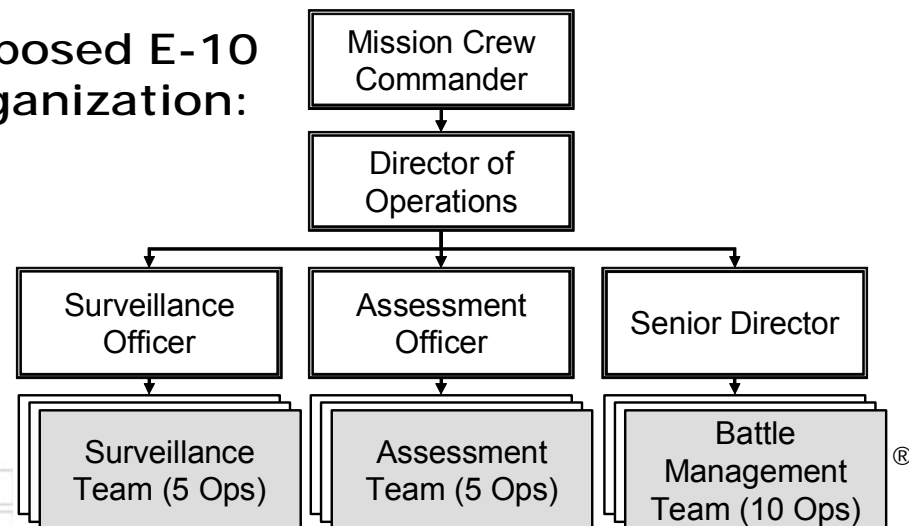 posed E-10
ganization:
Mission Crew
Commander
Director of
Operations
Surveillance
Officer
Assessment
Officer
Senior Director
Surveillance
Team (5 Ops)
Assessment
Team (5 Ops)
Battle
Management
Team (10 Ops)
®